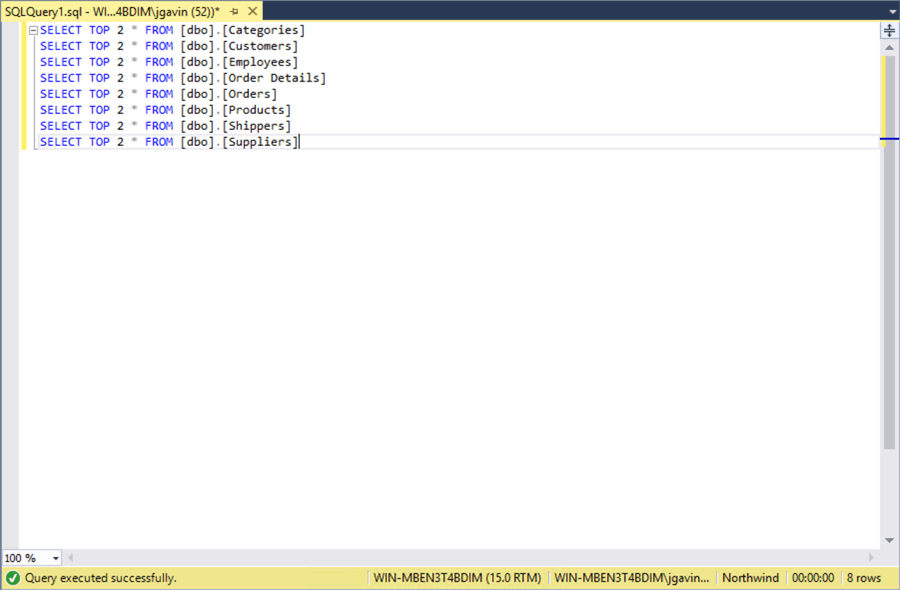 SQLQuery1.sql - WI...4BDIM\jgavin (52))*
SELECT TOP 2 * FROM [dbo].[Categories]
SELECT TOP 2 * FROM [dbo].[Customers]
SELECT TOP 2 * FROM [dbo].[Employees]
SELECT TOP 2 * FROM [dbo].[Order Details]
SELECT TOP 2 * FROM [dbo].[Orders]
SELECT TOP 2 * FROM [dbo].[Products]
SELECT TOP 2 * FROM [dbo].[Shippers]
SELECT TOP 2 * FROM [dbo].[Suppliers]
100 %
Query executed successfully. WIN-MBEN3T4BDIM (15.0 RTM) WIN-MBEN3T4BDIM\jgavin... Northwind 00:00:00 8 rows